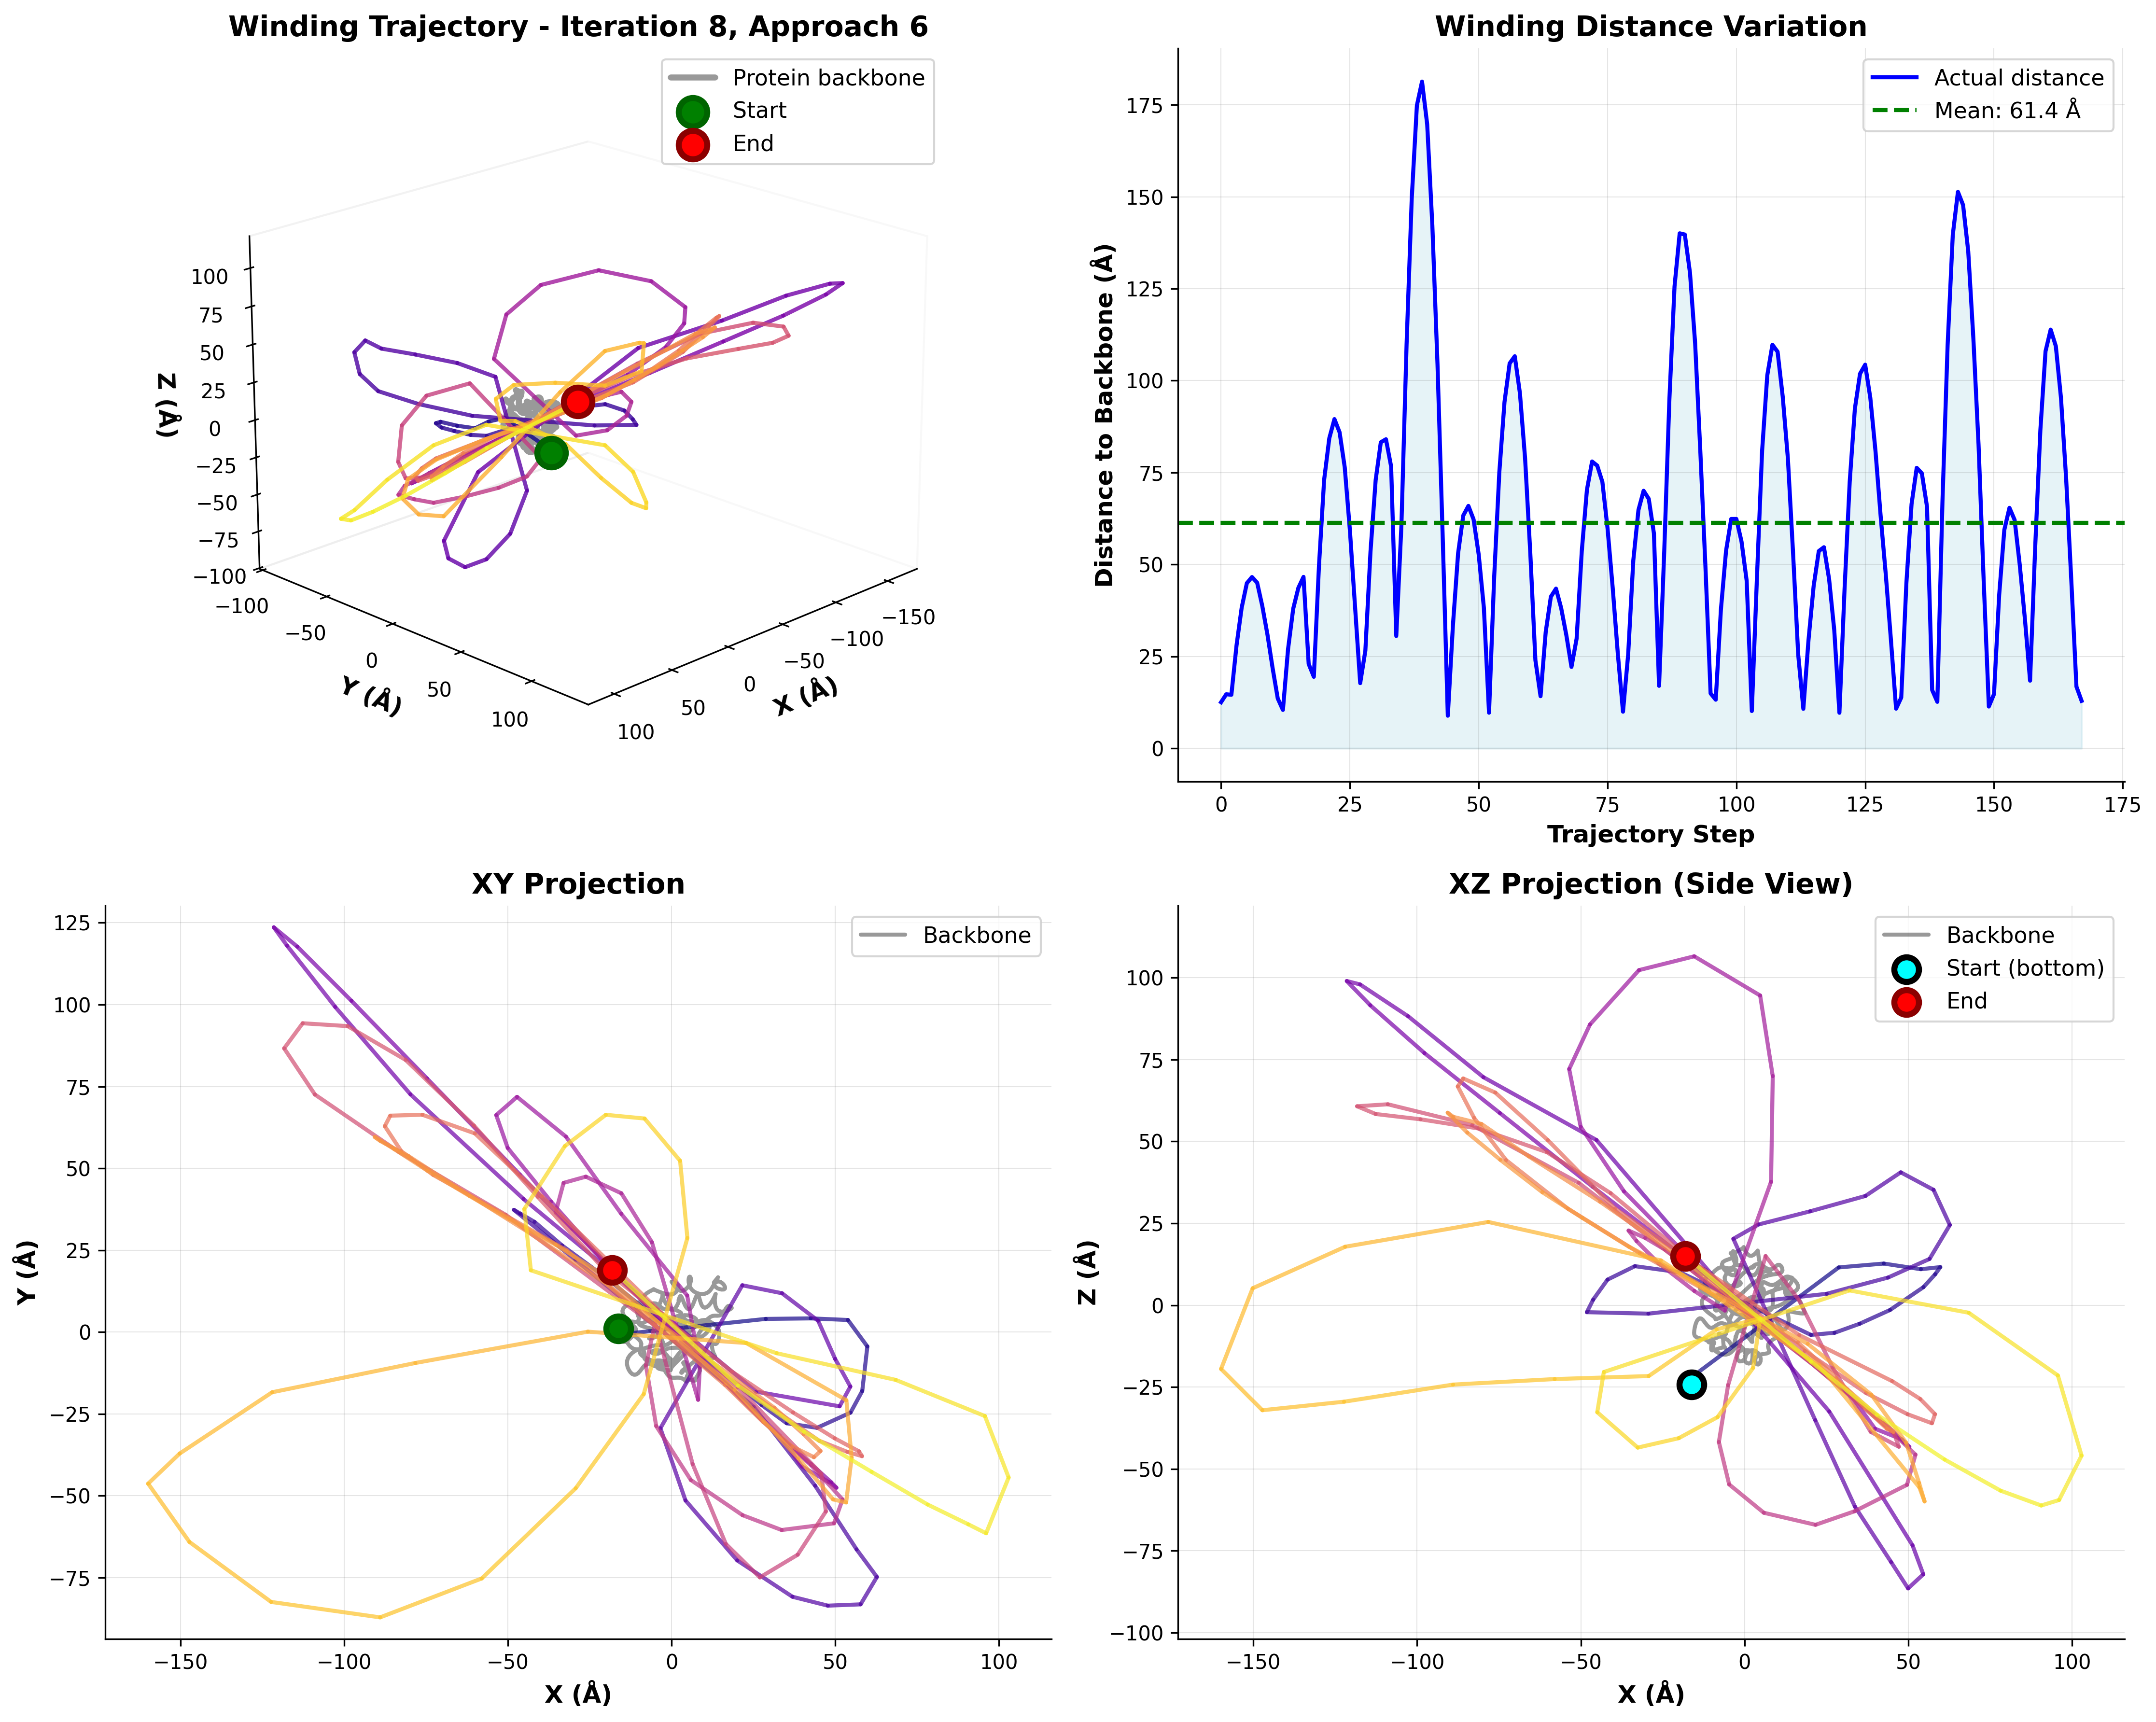 Winding Trajectory - Iteration 8, Approach 6
Protein backbone
Start
End
100
75
50
25
0
−25
−50
−75
−100
Z (Å)
−100
−50
0
50
100
Y (Å)
100
50
0
−50
−100
−150
X (Å)
Winding Distance Variation
Actual distance
Mean: 61.4 Å
175
150
125
100
75
50
25
0
Distance to Backbone (Å)
0 25 50 75 100 125 150 175
Trajectory Step
XY Projection
Backbone
125
100
75
50
25
0
−25
−50
−75
Y (Å)
−150 −100 −50 0 50 100
X (Å)
XZ Projection (Side View)
Backbone
Start (bottom)
End
100
75
50
25
0
−25
−50
−75
−100
Z (Å)
−150 −100 −50 0 50 100
X (Å)